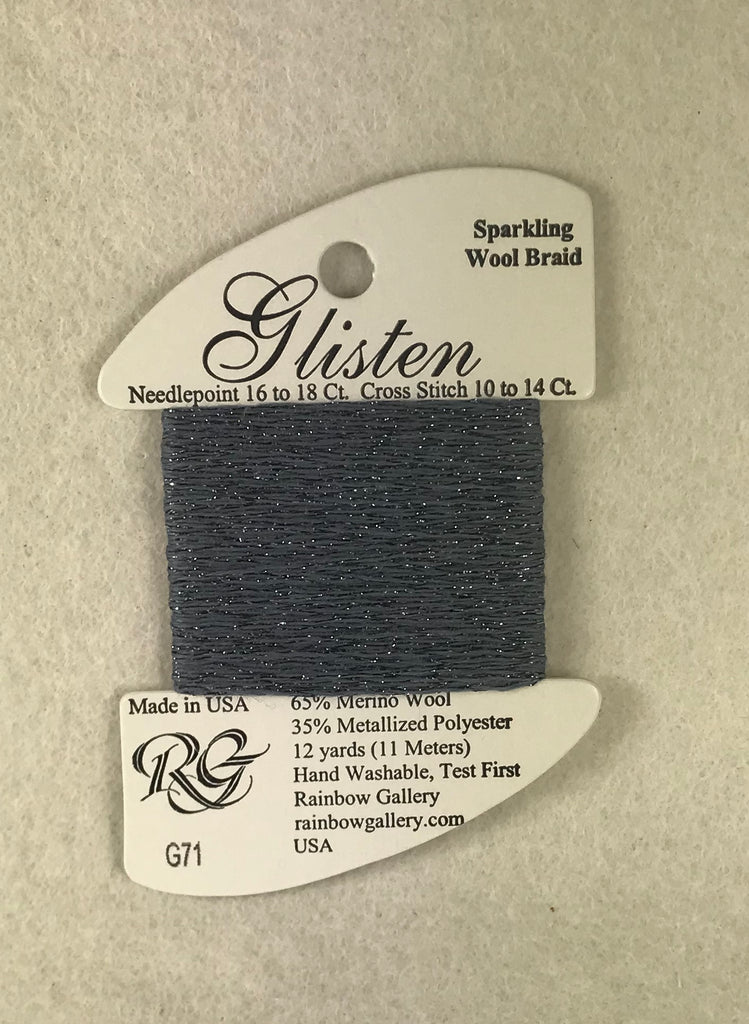 Sparkling
Wool Braid
Glisten
Needlepoint 16 to 18 Ct. Cross Stitch 10 to 14 Ct.
Made in USA
RG
G71
65% Merino Wool
35% Metallized Polyester
12 yards (11 Meters)
Hand Washable, Test First
Rainbow Gallery
rainbowgallery.com
USA